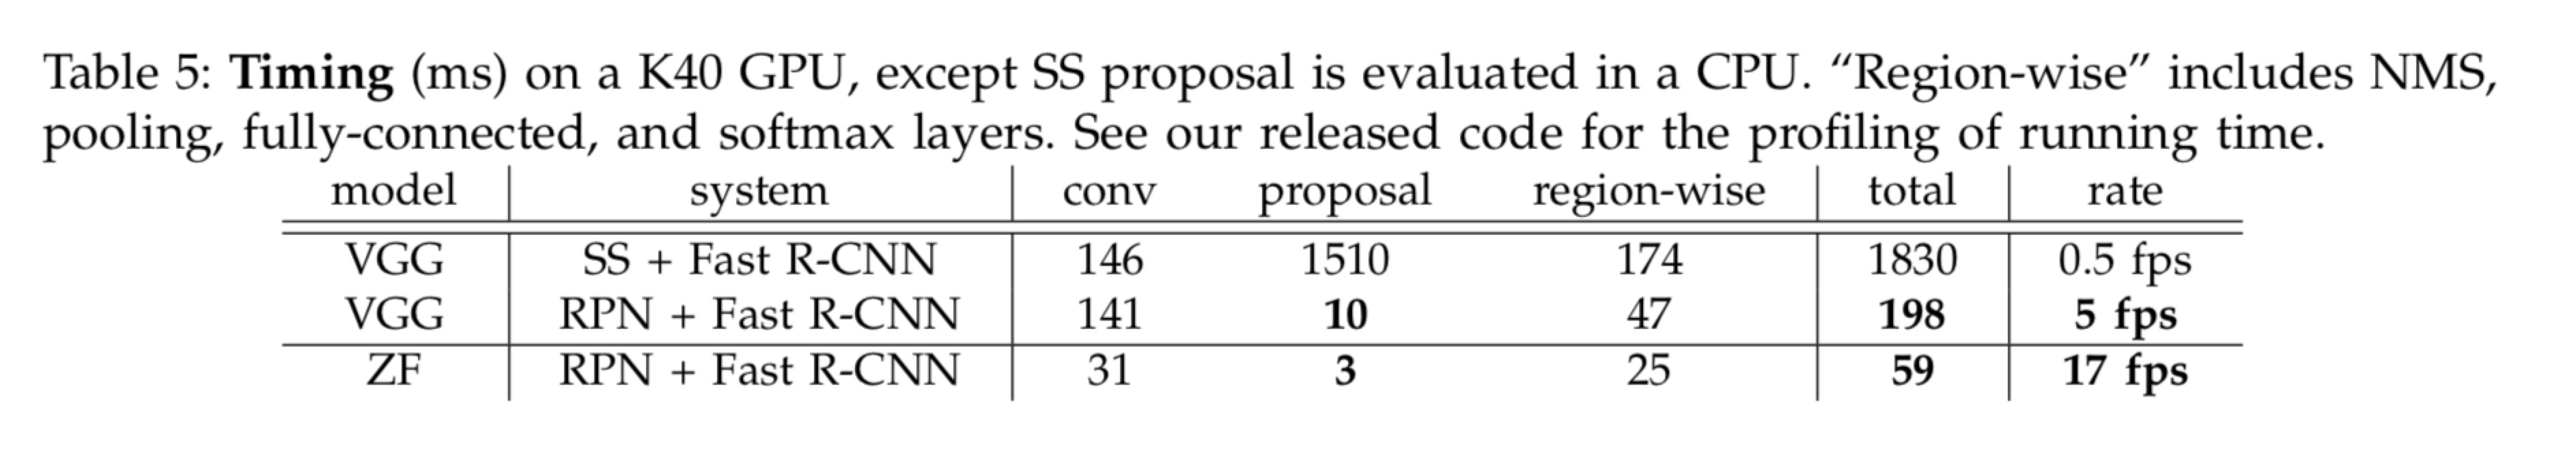 Table 5: Timing (ms) on a K40 GPU, except SS proposal is evaluated in a CPU. “Region-wise” includes NMS,
pooling, fully-connected, and softmax layers. See our released code for the profiling of running time.
model system conv proposal region-wise total rate
VGG SS + Fast R-CNN 146 1510 174 1830 0.5 fps
VGG RPN + Fast R-CNN 141 10 47 198 5 fps
ZF RPN + Fast R-CNN 31 3 25 59 17 fps